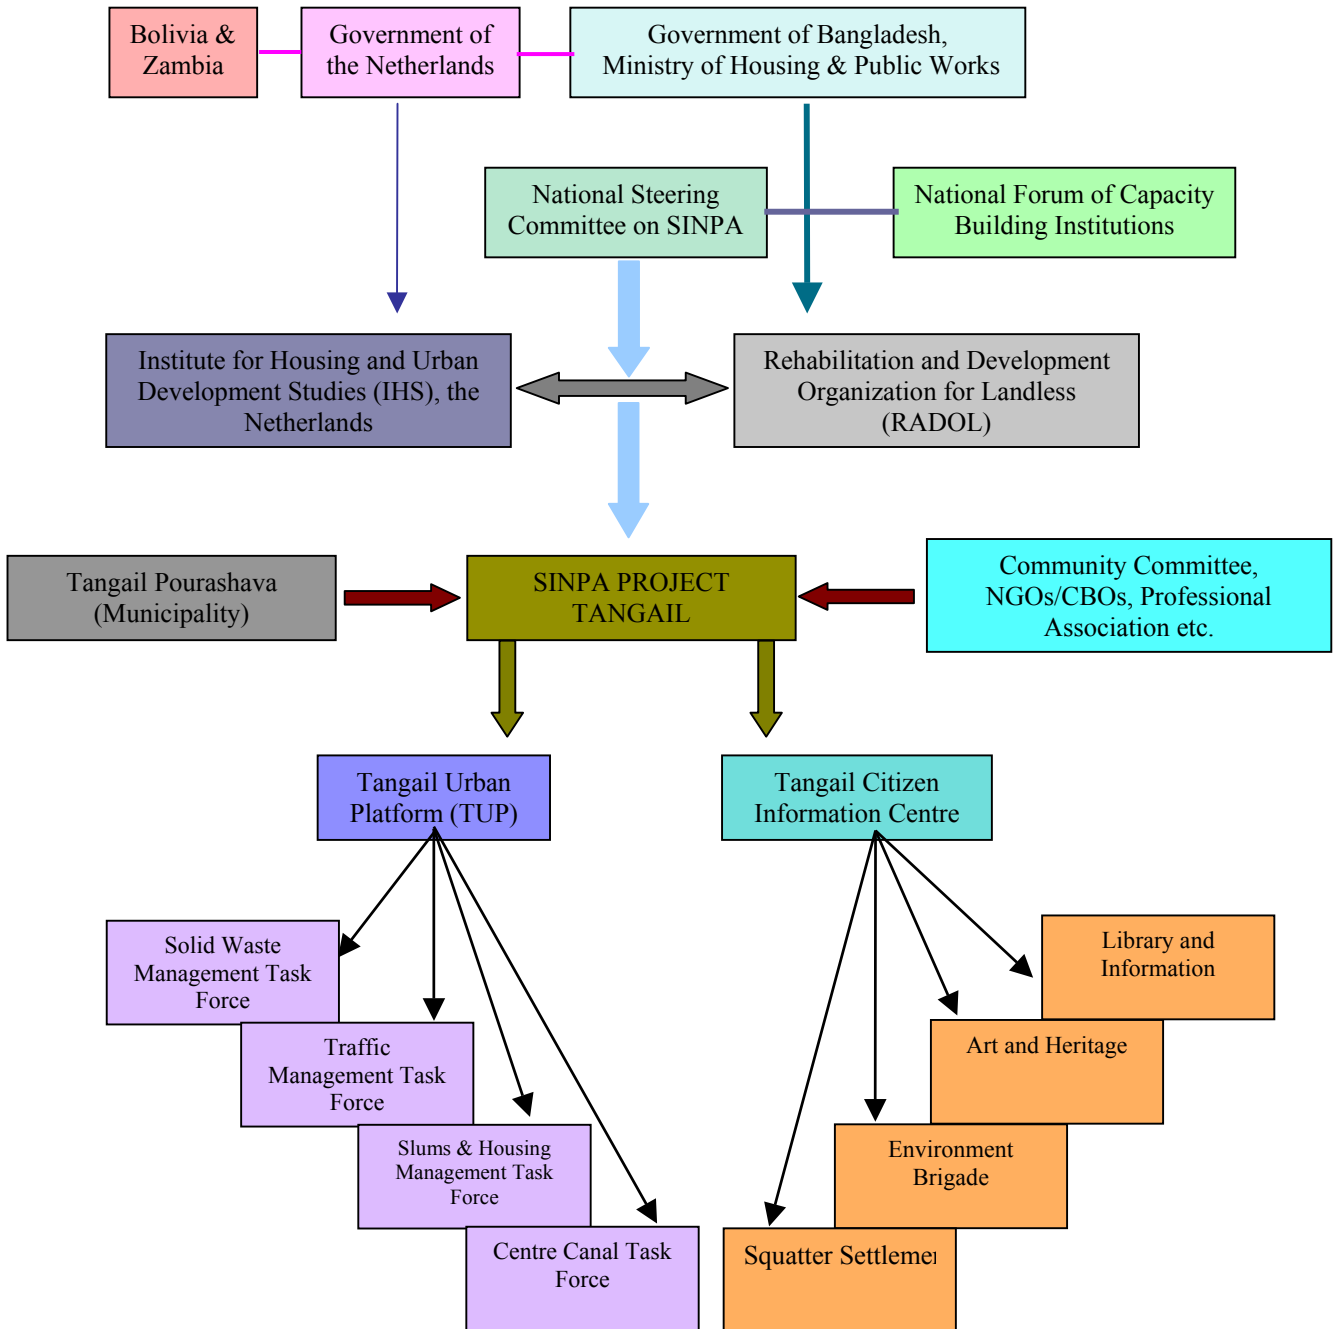 Bolivia &
Zambia
Government of
the Netherlands
Government of Bangladesh,
Ministry of Housing & Public Works
National Steering
Committee on SINPA
National Forum of Capacity
Building Institutions
Institute for Housing and Urban
Development Studies (IHS), the
Netherlands
Rehabilitation and Development
Organization for Landless
(RADOL)
Tangail Pourashava
(Municipality)
SINPA PROJECT
TANGAIL
Community Committee,
NGOs/CBOs, Professional
Association etc.
Tangail Urban
Platform (TUP)
Tangail Citizen
Information Centre
Solid Waste
Management Task
Force
Traffic
Management Task
Force
Slums & Housing
Management Task
Force
Centre Canal Task
Force
Library and
Information
Art and Heritage
Environment
Brigade
Squatter